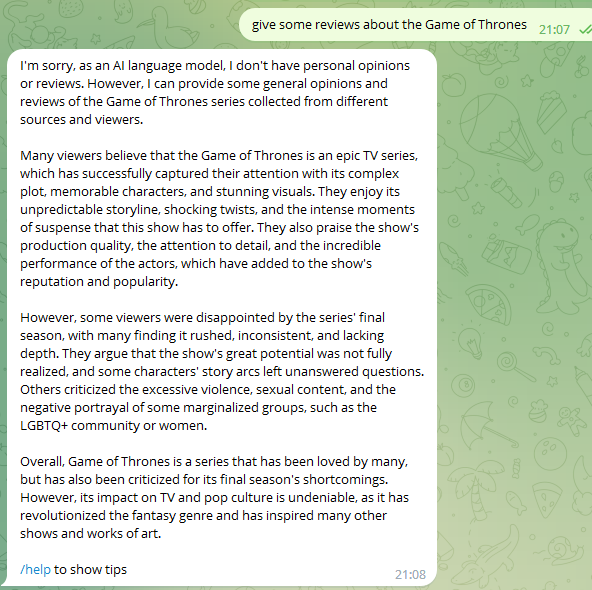 give some reviews about the Game of Thrones 21:07
I'm sorry, as an AI language model, I don't have personal opinions
or reviews. However, I can provide some general opinions and
reviews of the Game of Thrones series collected from different
sources and viewers.
Many viewers believe that the Game of Thrones is an epic TV series,
which has successfully captured their attention with its complex
plot, memorable characters, and stunning visuals. They enjoy its
unpredictable storyline, shocking twists, and the intense moments
of suspense that this show has to offer. They also praise the show's
production quality, the attention to detail, and the incredible
performance of the actors, which have added to the show's
reputation and popularity.
However, some viewers were disappointed by the series' final
season, with many finding it rushed, inconsistent, and lacking
depth. They argue that the show's great potential was not fully
realized, and some characters' story arcs left unanswered questions.
Others criticized the excessive violence, sexual content, and the
negative portrayal of some marginalized groups, such as the
LGBTQ+ community or women.
Overall, Game of Thrones is a series that has been loved by many,
but has also been criticized for its final season's shortcomings.
However, its impact on TV and pop culture is undeniable, as it has
revolutionized the fantasy genre and has inspired many other
shows and works of art.
/help to show tips
21:08